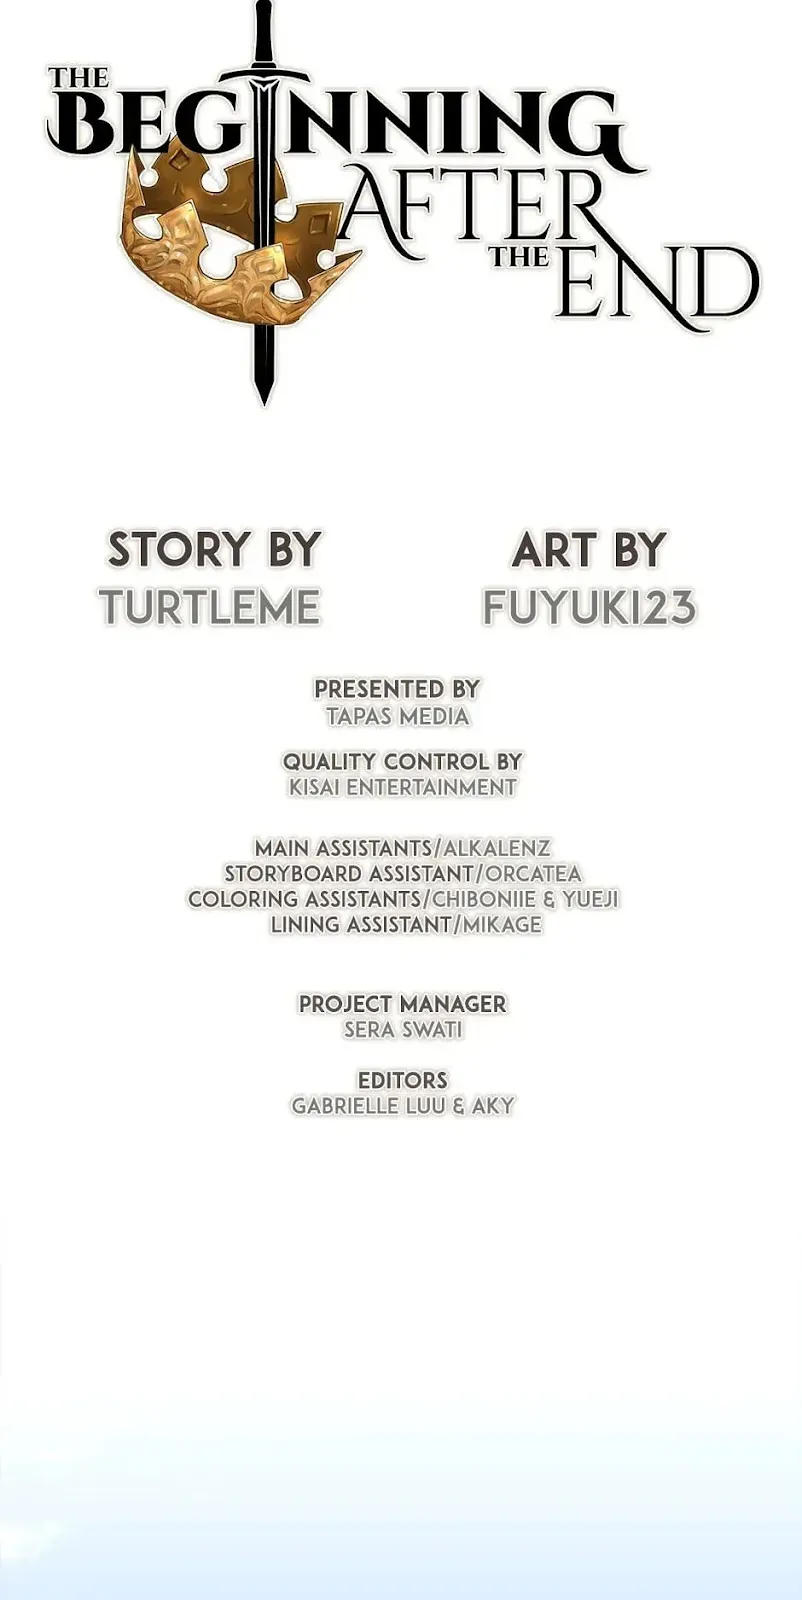 THE
BEGINNING
AFTER
THE END
STORY BY
TURTLEME
ART BY
FUYUKI23
PRESENTED BY
TAPAS MEDIA
QUALITY CONTROL BY
KISAI ENTERTAINMENT
MAIN ASSISTANTS/ALKALENZ
STORYBOARD ASSISTANT/ORCATEA
COLORING ASSISTANTS/CHIBONIIE & YUEJI
LINING ASSISTANT/MIKAGE
PROJECT MANAGER
SERA SWATI
EDITORS
GABRIELLE LUU & AKY